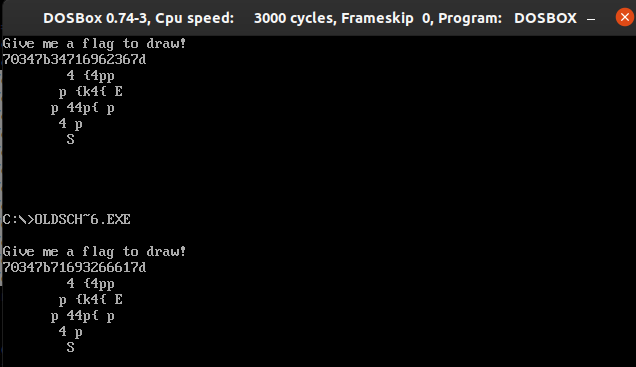 DOSBox 0.74-3, Cpu speed: 3000 cycles, Frameskip 0, Program: DOSBOX
Give me a flag to draw!
70347b34716962367d
4 {4pp
p {k4{ E
p 44p{ p
4 p
S
C:\>OLDSCH~6.EXE
Give me a flag to draw!
70347b71693266617d
4 {4pp
p {k4{ E
p 44p{ p
4 p
S